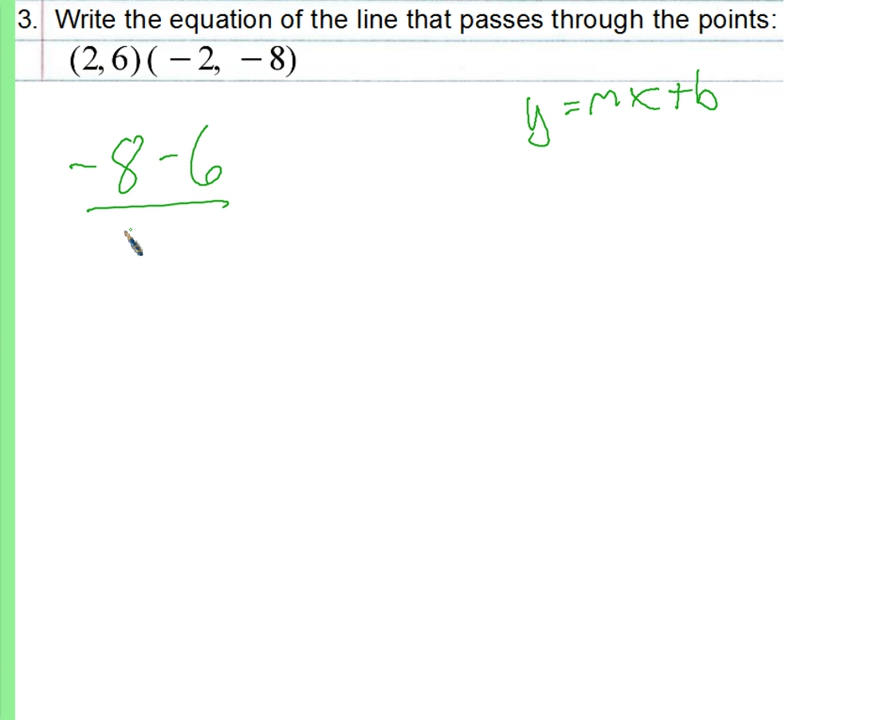 3. Write the equation of the line that passes through the points:
(2,6)(−2, −8)
y=mx+b
-8-6